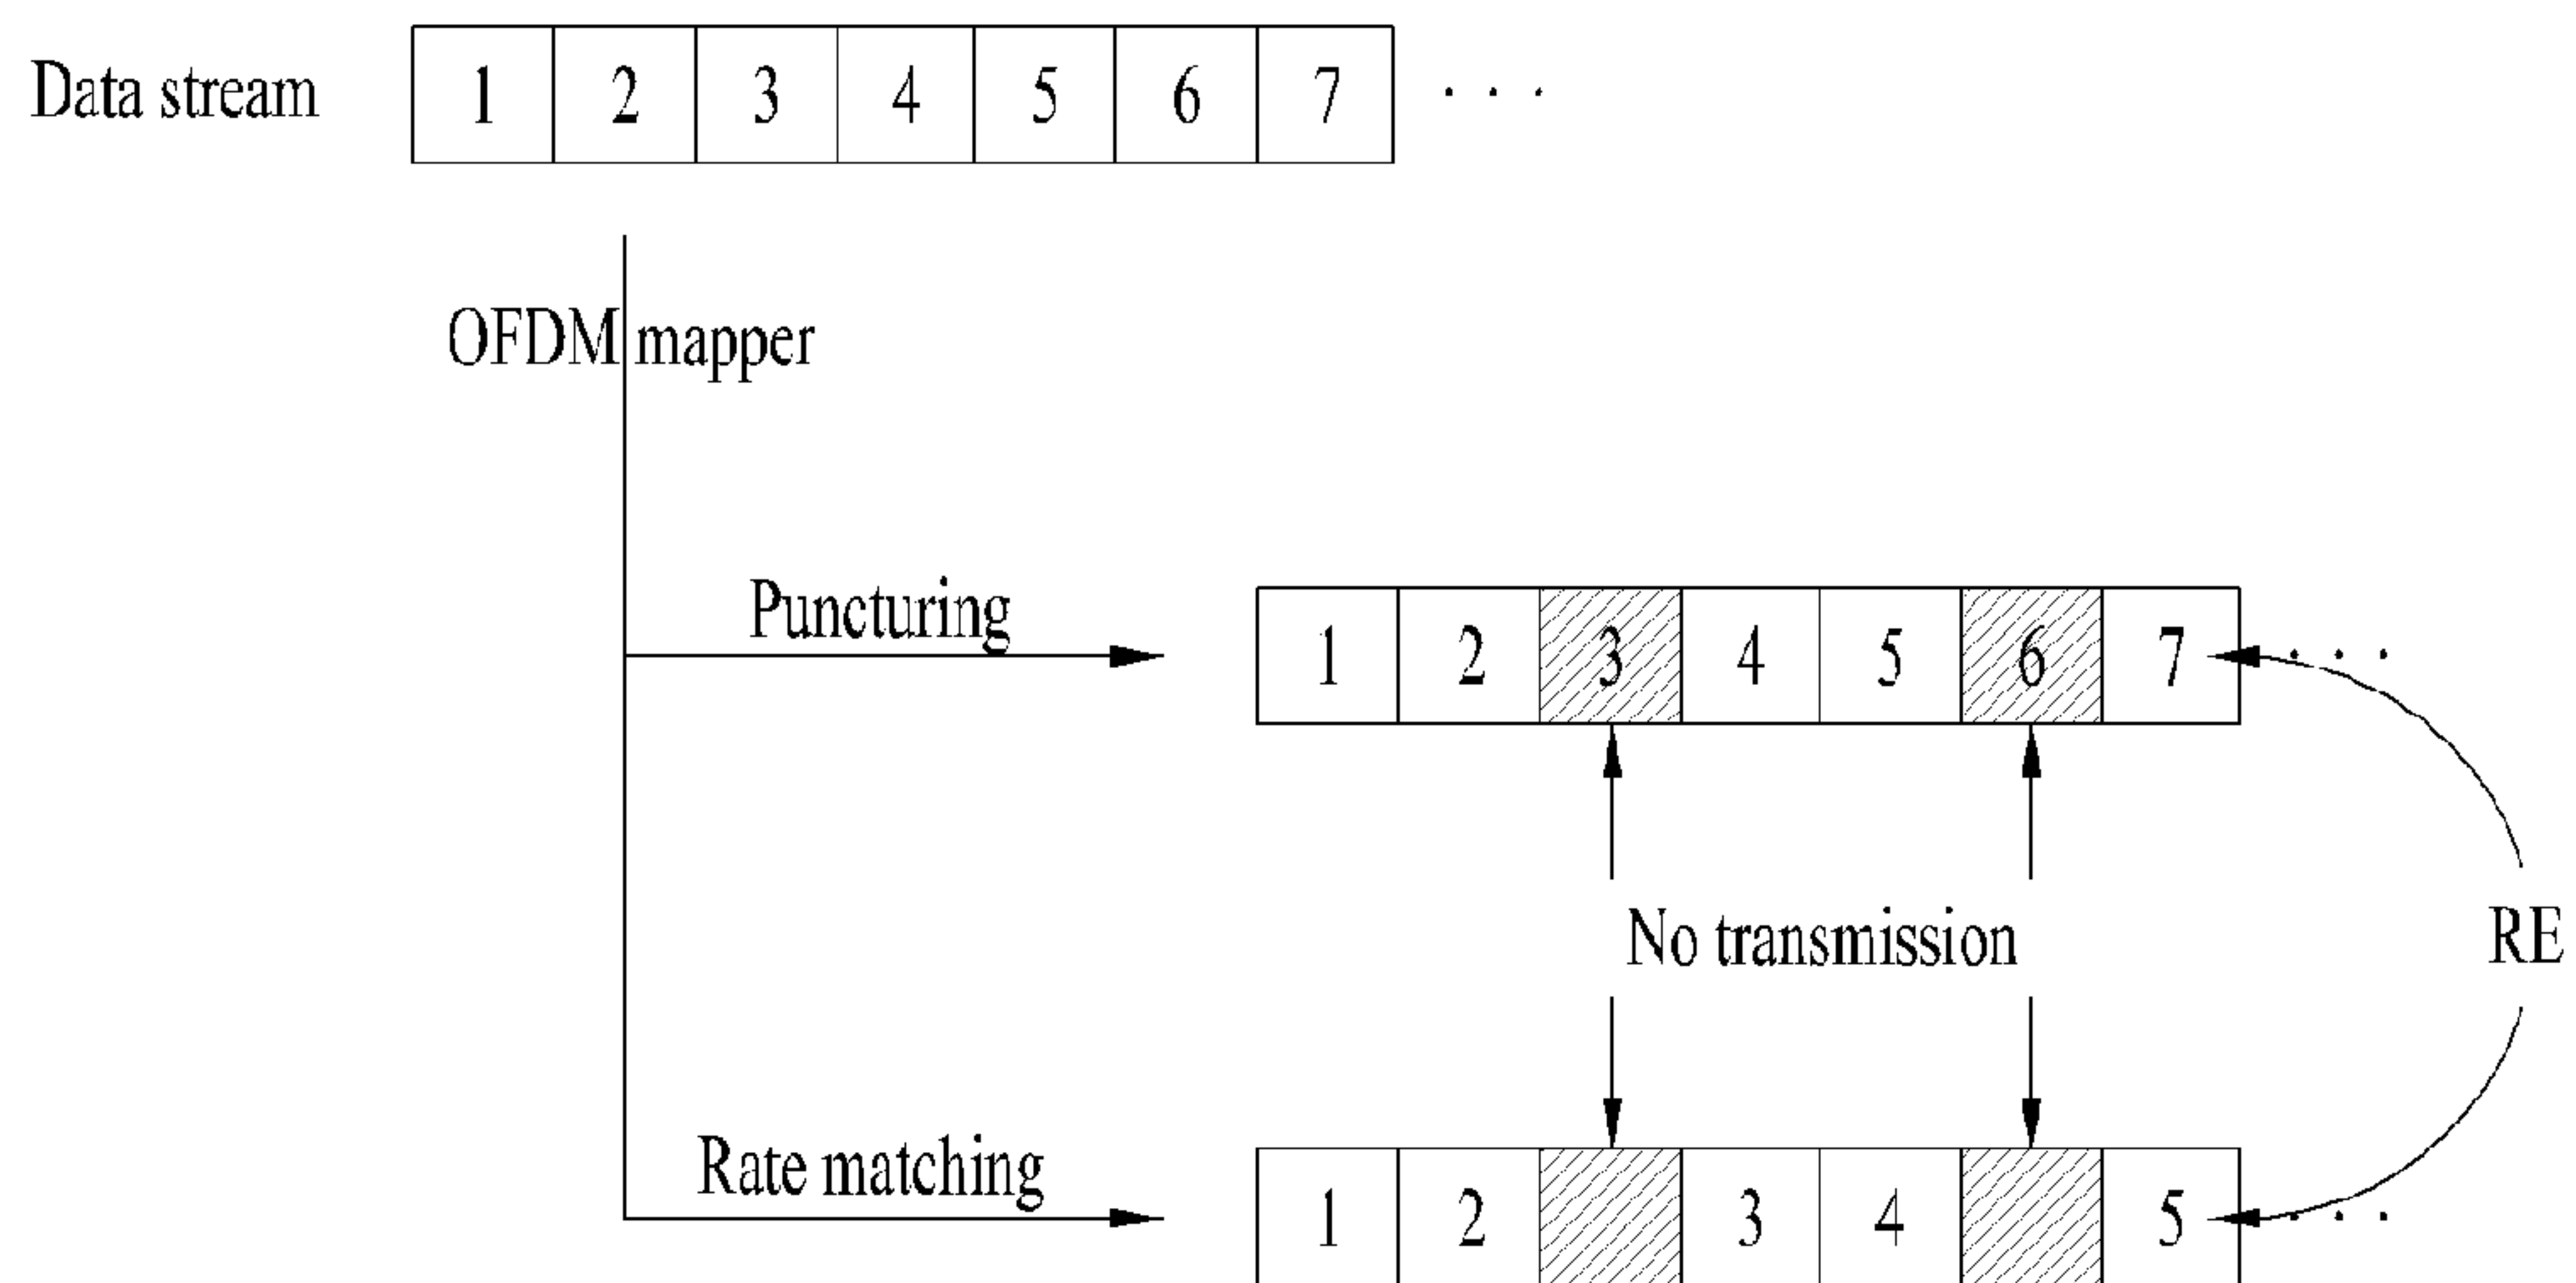 Data stream 1 2 3 4 5 6 7 . . .
OFDM mapper
Puncturing
1 2 3 4 5 6 7 . . .
No transmission
RE
Rate matching
1 2 3 4 5 . . .